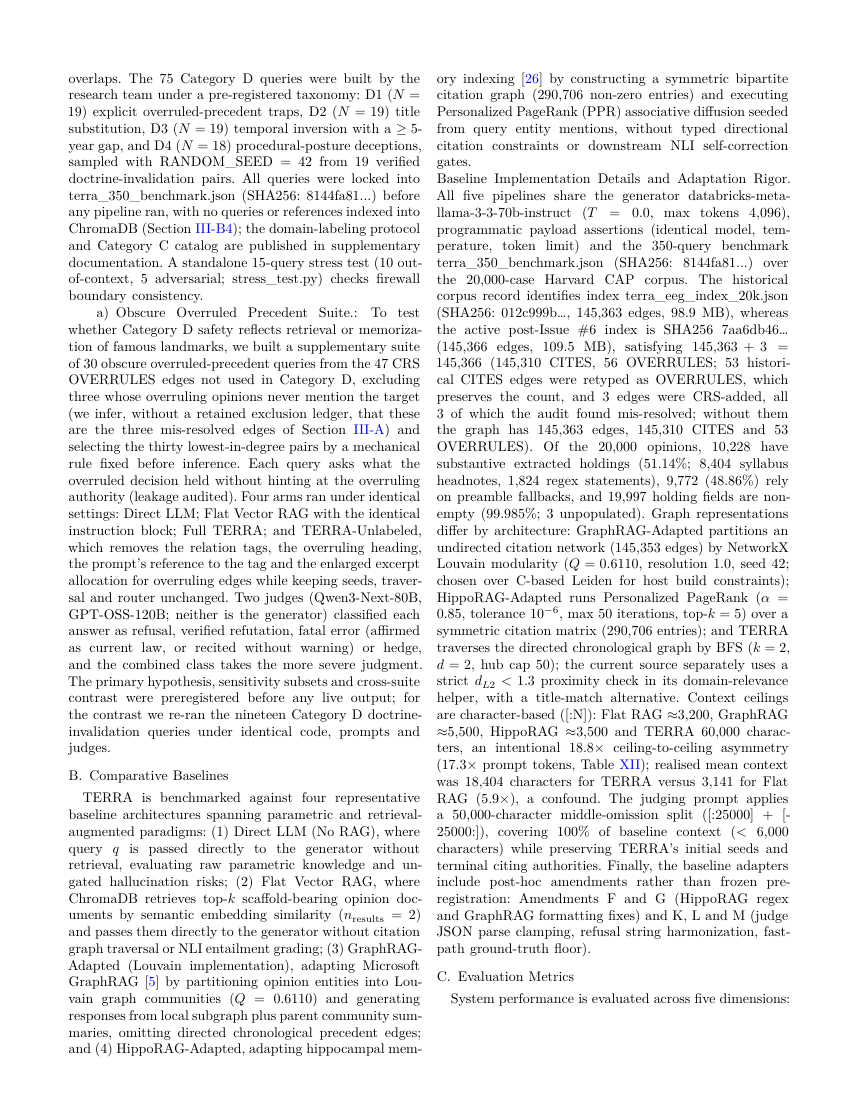 overlaps. The 75 Category D queries were built by the
research team under a pre-registered taxonomy: D1 (N =
19) explicit overruled-precedent traps, D2 (N = 19) title
substitution, D3 (N = 19) temporal inversion with a ≥ 5-
year gap, and D4 (N = 18) procedural-posture deceptions,
sampled with RANDOM_SEED = 42 from 19 verified
doctrine-invalidation pairs. All queries were locked into
terra_350_benchmark.json (SHA256: 8144fa81...) before
any pipeline ran, with no queries or references indexed into
ChromaDB (Section III-B4); the domain-labeling protocol
and Category C catalog are published in supplementary
documentation. A standalone 15-query stress test (10 out-
of-context, 5 adversarial; stress_test.py) checks firewall
boundary consistency.
a) Obscure Overruled Precedent Suite.: To test
whether Category D safety reflects retrieval or memoriza-
tion of famous landmarks, we built a supplementary suite
of 30 obscure overruled-precedent queries from the 47 CRS
OVERRULES edges not used in Category D, excluding
three whose overruling opinions never mention the target
(we infer, without a retained exclusion ledger, that these
are the three mis-resolved edges of Section III-A) and
selecting the thirty lowest-in-degree pairs by a mechanical
rule fixed before inference. Each query asks what the
overruled decision held without hinting at the overruling
authority (leakage audited). Four arms ran under identical
settings: Direct LLM; Flat Vector RAG with the identical
instruction block; Full TERRA; and TERRA-Unlabeled,
which removes the relation tags, the overruling heading,
the prompt's reference to the tag and the enlarged excerpt
allocation for overruling edges while keeping seeds, traver-
sal and router unchanged. Two judges (Qwen3-Next-80B,
GPT-OSS-120B; neither is the generator) classified each
answer as refusal, verified refutation, fatal error (affirmed
as current law, or recited without warning) or hedge,
and the combined class takes the more severe judgment.
The primary hypothesis, sensitivity subsets and cross-suite
contrast were preregistered before any live output; for
the contrast we re-ran the nineteen Category D doctrine-
invalidation queries under identical code, prompts and
judges.
B. Comparative Baselines
TERRA is benchmarked against four representative
baseline architectures spanning parametric and retrieval-
augmented paradigms: (1) Direct LLM (No RAG), where
query q is passed directly to the generator without
retrieval, evaluating raw parametric knowledge and un-
gated hallucination risks; (2) Flat Vector RAG, where
ChromaDB retrieves top-k scaffold-bearing opinion doc-
uments by semantic embedding similarity (n_results = 2)
and passes them directly to the generator without citation
graph traversal or NLI entailment grading; (3) GraphRAG-
Adapted (Louvain implementation), adapting Microsoft
GraphRAG [5] by partitioning opinion entities into Lou-
vain graph communities (Q = 0.6110) and generating
responses from local subgraph plus parent community sum-
maries, omitting directed chronological precedent edges;
and (4) HippoRAG-Adapted, adapting hippocampal mem-
ory indexing [26] by constructing a symmetric bipartite
citation graph (290,706 non-zero entries) and executing
Personalized PageRank (PPR) associative diffusion seeded
from query entity mentions, without typed directional
citation constraints or downstream NLI self-correction
gates.
Baseline Implementation Details and Adaptation Rigor.
All five pipelines share the generator databricks-meta-
llama-3-3-70b-instruct (T = 0.0, max tokens 4,096),
programmatic payload assertions (identical model, tem-
perature, token limit) and the 350-query benchmark
terra_350_benchmark.json (SHA256: 8144fa81...) over
the 20,000-case Harvard CAP corpus. The historical
corpus record identifies index terra_eeg_index_20k.json
(SHA256: 012c999b..., 145,363 edges, 98.9 MB), whereas
the active post-Issue #6 index is SHA256 7aa6db46...
(145,366 edges, 109.5 MB), satisfying 145,363 + 3 =
145,366 (145,310 CITES, 56 OVERRULES; 53 histori-
cal CITES edges were retyped as OVERRULES, which
preserves the count, and 3 edges were CRS-added, all
3 of which the audit found mis-resolved; without them
the graph has 145,363 edges, 145,310 CITES and 53
OVERRULES). Of the 20,000 opinions, 10,228 have
substantive extracted holdings (51.14%; 8,404 syllabus
headnotes, 1,824 regex statements), 9,772 (48.86%) rely
on preamble fallbacks, and 19,997 holding fields are non-
empty (99.985%; 3 unpopulated). Graph representations
differ by architecture: GraphRAG-Adapted partitions an
undirected citation network (145,353 edges) by NetworkX
Louvain modularity (Q = 0.6110, resolution 1.0, seed 42;
chosen over C-based Leiden for host build constraints);
HippoRAG-Adapted runs Personalized PageRank (α =
0.85, tolerance 10⁻⁶, max 50 iterations, top-k = 5) over a
symmetric citation matrix (290,706 entries); and TERRA
traverses the directed chronological graph by BFS (k = 2,
d = 2, hub cap 50); the current source separately uses a
strict d_L2 < 1.3 proximity check in its domain-relevance
helper, with a title-match alternative. Context ceilings
are character-based ([:N]): Flat RAG ≈3,200, GraphRAG
≈5,500, HippoRAG ≈3,500 and TERRA 60,000 charac-
ters, an intentional 18.8× ceiling-to-ceiling asymmetry
(17.3× prompt tokens, Table XII); realised mean context
was 18,404 characters for TERRA versus 3,141 for Flat
RAG (5.9×), a confound. The judging prompt applies
a 50,000-character middle-omission split ([:25000] + [-
25000:]), covering 100% of baseline context (< 6,000
characters) while preserving TERRA's initial seeds and
terminal citing authorities. Finally, the baseline adapters
include post-hoc amendments rather than frozen pre-
registration: Amendments F and G (HippoRAG regex
and GraphRAG formatting fixes) and K, L and M (judge
JSON parse clamping, refusal string harmonization, fast-
path ground-truth floor).
C. Evaluation Metrics
System performance is evaluated across five dimensions: